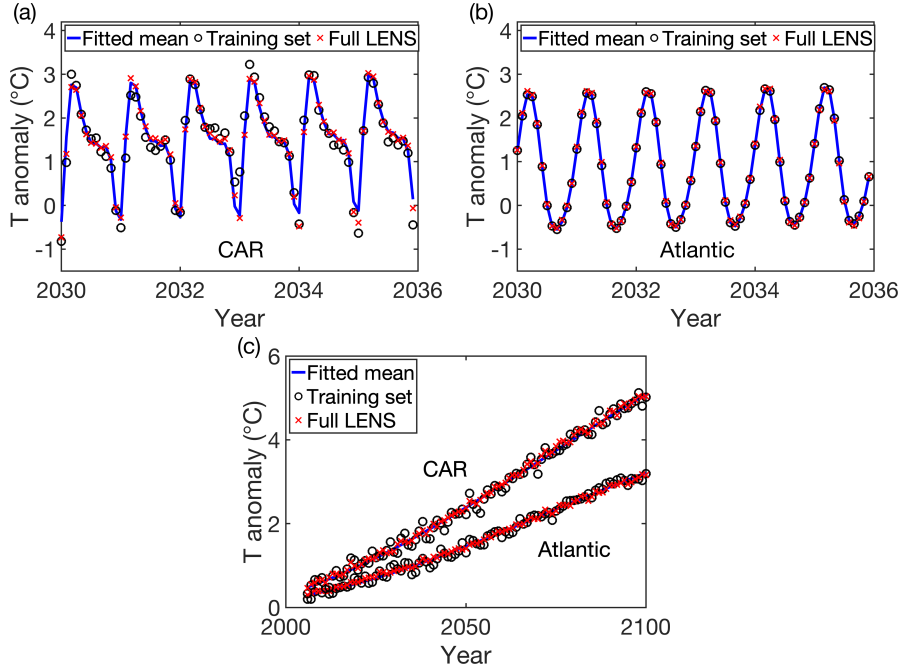 (a)
4
Fitted mean Training set Full LENS
3
2
1
0
-1
T anomaly (°C)
CAR
2030 2032 2034 2036
Year
(b)
4
Fitted mean Training set Full LENS
3
2
1
0
-1
T anomaly (°C)
Atlantic
2030 2032 2034 2036
Year
(c)
6
Fitted mean
Training set
Full LENS
4
2
0
T anomaly (°C)
CAR
Atlantic
2000 2050 2100
Year